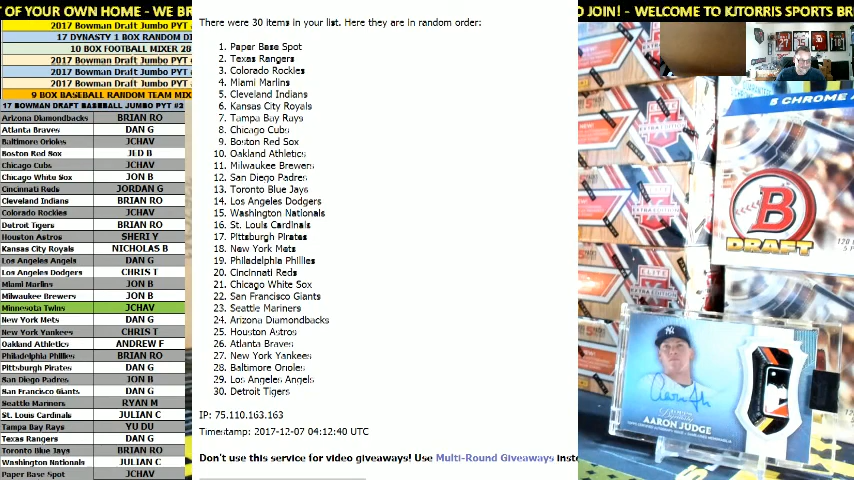 T OF YOUR OWN HOME - WE B
O JOIN! - WELCOME TO KJTORRIS SPORTS BR
2017 Bowman Draft Jumbo PYT
17 DYNASTY 1 BOX RANDOM D
10 BOX FOOTBALL MIXER 28
2017 Bowman Draft Jumbo PYT
2017 Bowman Draft Jumbo PYT
2017 Bowman Draft Jumbo PYT
9 BOX BASEBALL RANDOM TEAM MIX
17 BOWMAN DRAFT BASEBALL JUMBO PYT #2
Arizona Diamondbacks BRIAN RO
Atlanta Braves DAN G
Baltimore Orioles JCHAV
Boston Red Sox JED B
Chicago Cubs JCHAV
Chicago White Sox JON B
Cincinnati Reds JORDAN G
Cleveland Indians BRIAN RO
Colorado Rockies JCHAV
Detroit Tigers BRIAN RO
Houston Astros SHERI Y
Kansas City Royals NICHOLAS B
Los Angeles Angels DAN G
Los Angeles Dodgers CHRIS T
Miami Marlins JON B
Milwaukee Brewers JON B
Minnesota Twins JCHAV
New York Mets DAN G
New York Yankees CHRIS T
Oakland Athletics ANDREW F
Philadelphia Phillies BRIAN RO
Pittsburgh Pirates DAN G
San Diego Padres JON B
San Francisco Giants DAN G
Seattle Mariners RYAN M
St. Louis Cardinals JULIAN C
Tampa Bay Rays YU DU
Texas Rangers DAN G
Toronto Blue Jays BRIAN RO
Washington Nationals JULIAN C
Paper Base Spot JCHAV
There were 30 items in your list. Here they are in random order:
1. Paper Base Spot
2. Texas Rangers
3. Colorado Rockies
4. Miami Marlins
5. Cleveland Indians
6. Kansas City Royals
7. Tampa Bay Rays
8. Chicago Cubs
9. Boston Red Sox
10. Oakland Athletics
11. Milwaukee Brewers
12. San Diego Padres
13. Toronto Blue Jays
14. Los Angeles Dodgers
15. Washington Nationals
16. St. Louis Cardinals
17. Pittsburgh Pirates
18. New York Mets
19. Philadelphia Phillies
20. Cincinnati Reds
21. Chicago White Sox
22. San Francisco Giants
23. Seattle Mariners
24. Arizona Diamondbacks
25. Houston Astros
26. Atlanta Braves
27. New York Yankees
28. Baltimore Orioles
29. Los Angeles Angels
30. Detroit Tigers
IP: 75.110.163.163
Timestamp: 2017-12-07 04:12:40 UTC
Don't use this service for video giveaways! Use Multi-Round Giveaways inste
5 CHROME A
B
DRAFT
ELITE
EXTRA EDITION
AARON JUDGE